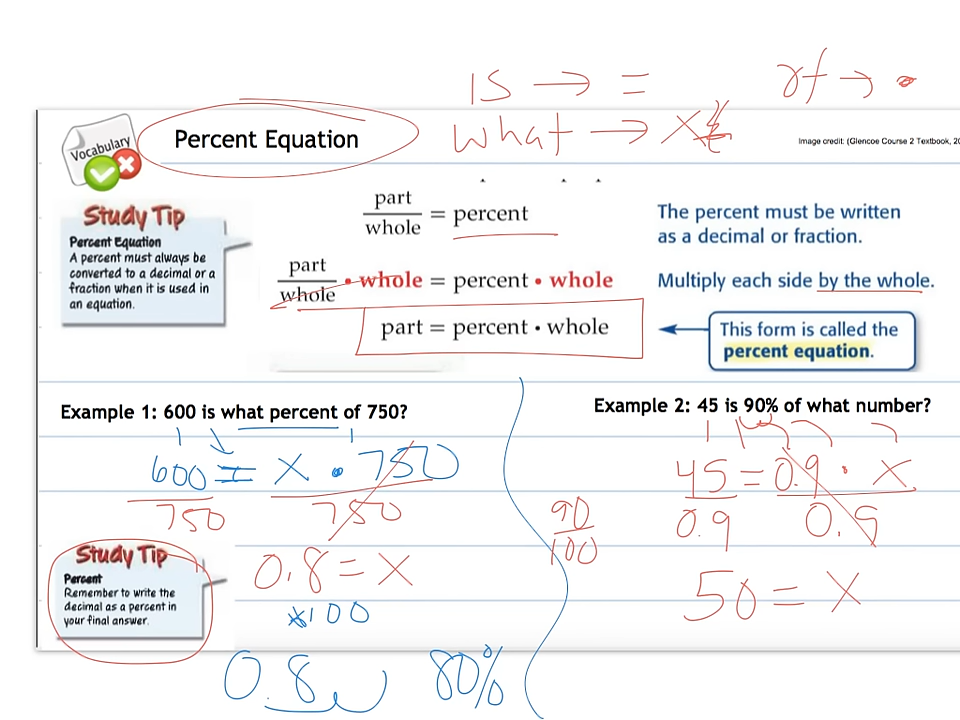 is → = of → •
what → x
Vocabulary
Percent Equation
Image credit: (Glencoe Course 2 Textbook, 20
Study Tip
Percent Equation
A percent must always be
converted to a decimal or a
fraction when it is used in
an equation.
part
whole = percent
The percent must be written
as a decimal or fraction.
part
whole • whole = percent • whole
Multiply each side by the whole.
part = percent • whole
This form is called the
percent equation.
Example 1: 600 is what percent of 750?
600 = x • 750
750 750
0.8 = x
×100
0.8 80%
Study Tip
Percent
Remember to write the
decimal as a percent in
your final answer.
Example 2: 45 is 90% of what number?
45 = 0.9 • x
0.9 0.9
90
100
50 = x